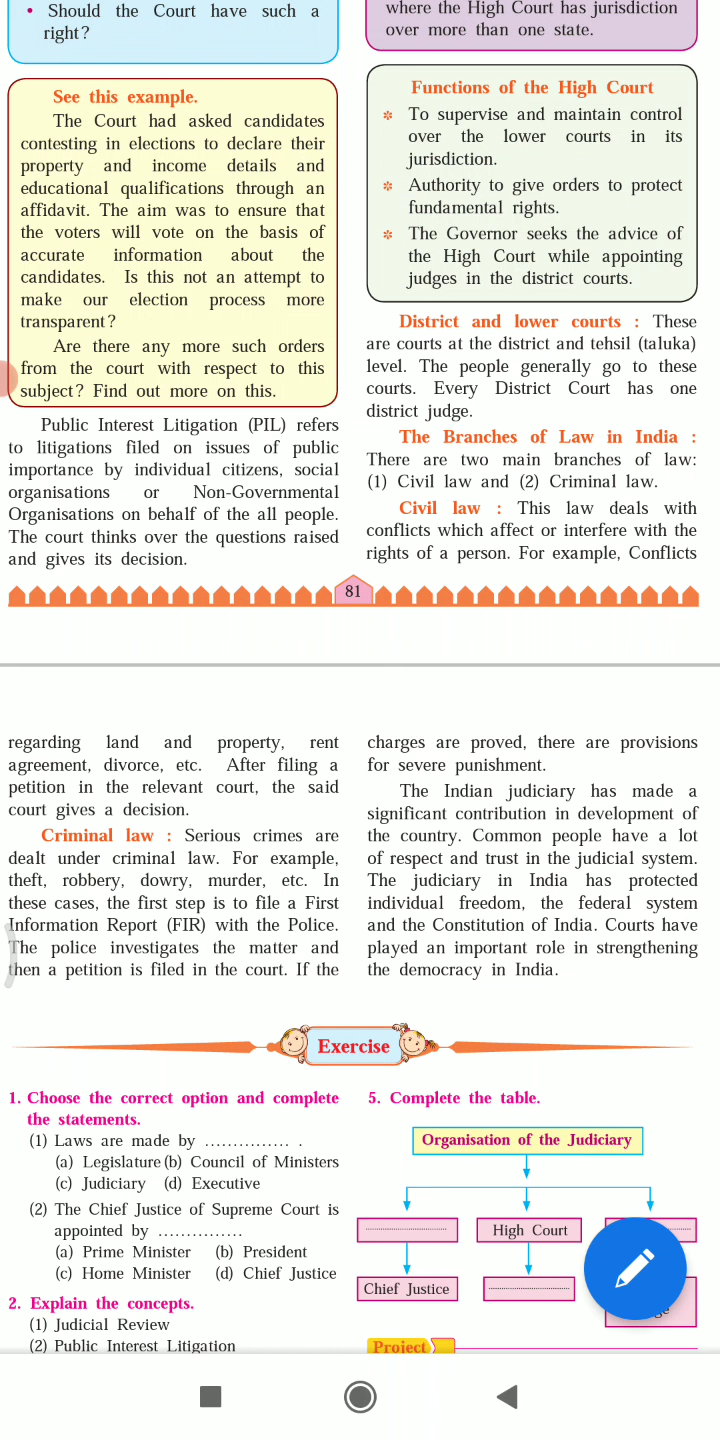 • Should the Court have such a
right?
See this example.
The Court had asked candidates
contesting in elections to declare their
property and income details and
educational qualifications through an
affidavit. The aim was to ensure that
the voters will vote on the basis of
accurate information about the
candidates. Is this not an attempt to
make our election process more
transparent?
Are there any more such orders
from the court with respect to this
subject? Find out more on this.
Public Interest Litigation (PIL) refers
to litigations filed on issues of public
importance by individual citizens, social
organisations or Non-Governmental
Organisations on behalf of the all people.
The court thinks over the questions raised
and gives its decision.
where the High Court has jurisdiction
over more than one state.
Functions of the High Court
* To supervise and maintain control
over the lower courts in its
jurisdiction.
* Authority to give orders to protect
fundamental rights.
* The Governor seeks the advice of
the High Court while appointing
judges in the district courts.
District and lower courts : These
are courts at the district and tehsil (taluka)
level. The people generally go to these
courts. Every District Court has one
district judge.
The Branches of Law in India :
There are two main branches of law:
(1) Civil law and (2) Criminal law.
Civil law : This law deals with
conflicts which affect or interfere with the
rights of a person. For example, Conflicts
81
regarding land and property, rent
agreement, divorce, etc. After filing a
petition in the relevant court, the said
court gives a decision.
Criminal law : Serious crimes are
dealt under criminal law. For example,
theft, robbery, dowry, murder, etc. In
these cases, the first step is to file a First
Information Report (FIR) with the Police.
The police investigates the matter and
then a petition is filed in the court. If the
charges are proved, there are provisions
for severe punishment.
The Indian judiciary has made a
significant contribution in development of
the country. Common people have a lot
of respect and trust in the judicial system.
The judiciary in India has protected
individual freedom, the federal system
and the Constitution of India. Courts have
played an important role in strengthening
the democracy in India.
Exercise
1. Choose the correct option and complete
the statements.
(1) Laws are made by ............... .
(a) Legislature (b) Council of Ministers
(c) Judiciary (d) Executive
(2) The Chief Justice of Supreme Court is
appointed by ...............
(a) Prime Minister (b) President
(c) Home Minister (d) Chief Justice
2. Explain the concepts.
(1) Judicial Review
(2) Public Interest Litigation
5. Complete the table.
Organisation of the Judiciary
High Court
Chief Justice
Project